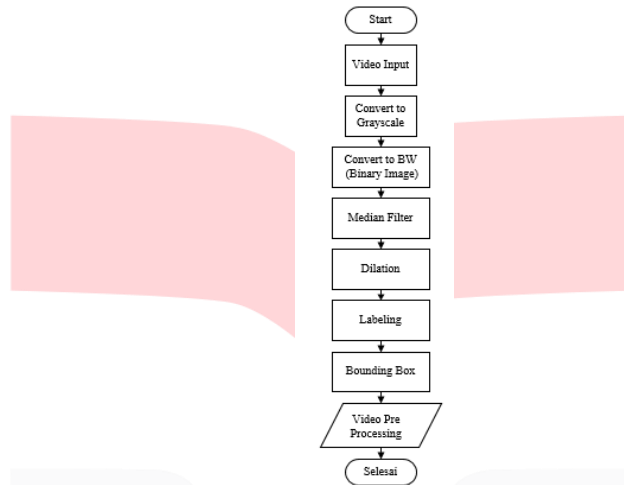 Start
Video Input
Convert to
Grayscale
Convert to BW
(Binary Image)
Median Filter
Dilation
Labeling
Bounding Box
Video Pre
Processing
Selesai